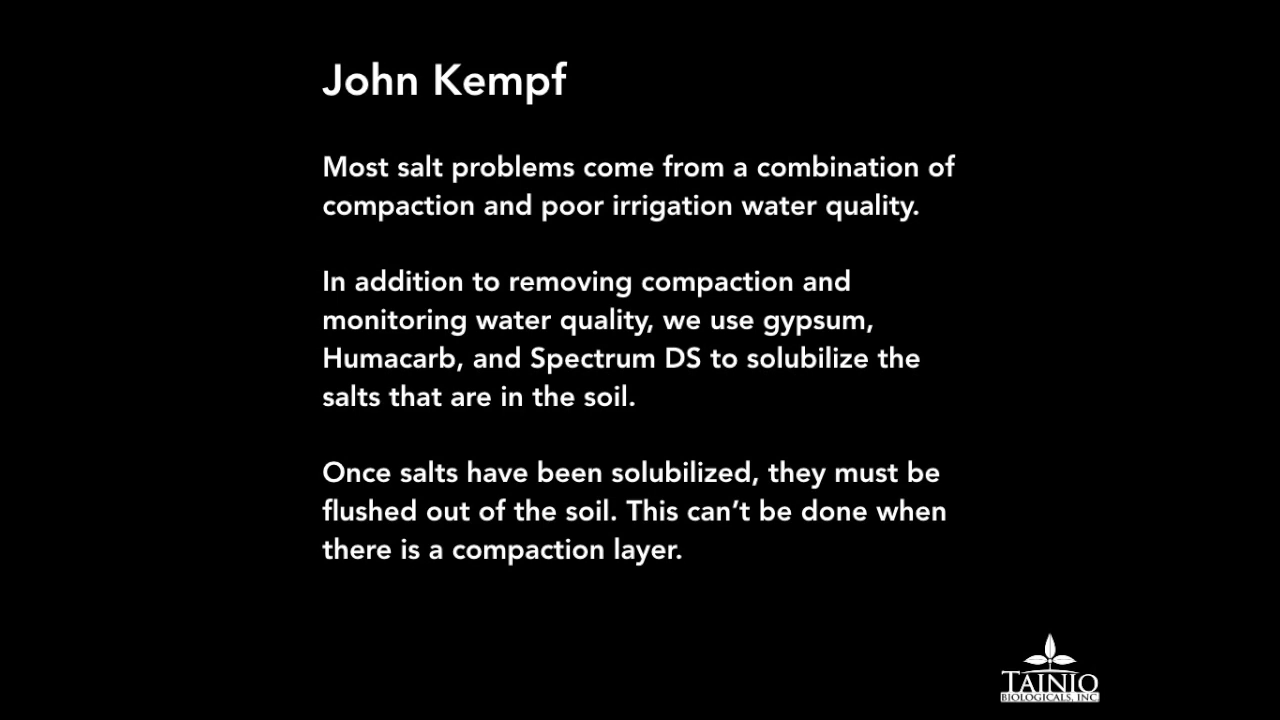 John Kempf
Most salt problems come from a combination of
compaction and poor irrigation water quality.
In addition to removing compaction and
monitoring water quality, we use gypsum,
Humacarb, and Spectrum DS to solubilize the
salts that are in the soil.
Once salts have been solubilized, they must be
flushed out of the soil. This can’t be done when
there is a compaction layer.
TAINIO
BIOLOGICALS, INC